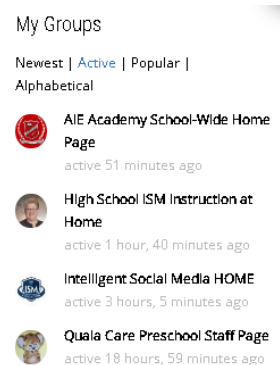 My Groups
Newest | Active | Popular |
Alphabetical
AIE Academy School-Wide Home
Page
active 51 minutes ago
High School ISM Instruction at
Home
active 1 hour, 40 minutes ago
ISM
Intelligent Social Media HOME
active 3 hours, 5 minutes ago
Quala Care Preschool Staff Page
active 18 hours, 59 minutes ago